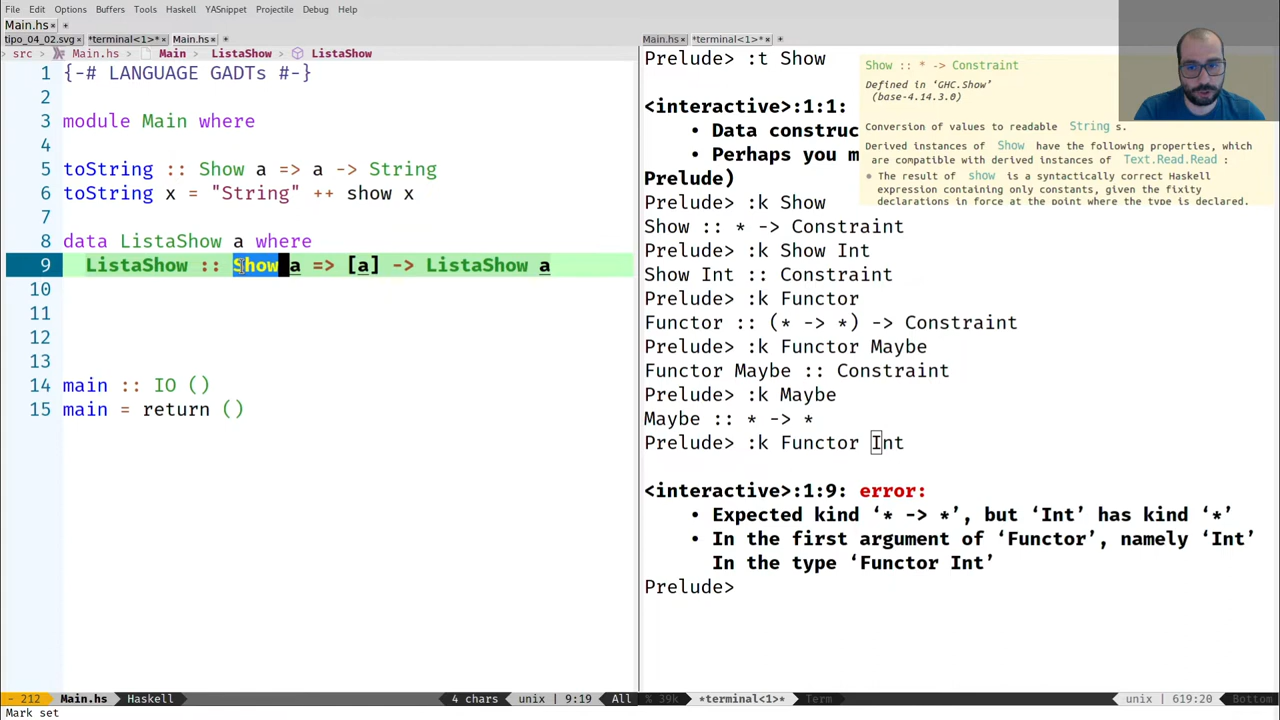 File Edit Options Buffers Tools Haskell YASnippet Projectile Debug Help
Main.hs× +
tipo_04_02.svg× *terminal<1>*× Main.hs× +
src Main.hs Main ListaShow ListaShow
1 {-# LANGUAGE GADTs #-}
2
3 module Main where
4
5 toString :: Show a => a -> String
6 toString x = "String" ++ show x
7
8 data ListaShow a where
9 ListaShow :: Show a => [a] -> ListaShow a
10
11
12
13
14 main :: IO ()
15 main = return ()
- 212 Main.hs Haskell 4 chars unix | 9:19 All
Mark set
Main.hs× *terminal<1>*× +
Prelude> :t Show
<interactive>:1:1:
• Data construc
• Perhaps you m
Prelude)
Prelude> :k Show
Show :: * -> Constraint
Prelude> :k Show Int
Show Int :: Constraint
Prelude> :k Functor
Functor :: (* -> *) -> Constraint
Prelude> :k Functor Maybe
Functor Maybe :: Constraint
Prelude> :k Maybe
Maybe :: * -> *
Prelude> :k Functor Int
<interactive>:1:9: error:
• Expected kind ‘* -> *’, but ‘Int’ has kind ‘*’
• In the first argument of ‘Functor’, namely ‘Int’
In the type ‘Functor Int’
Prelude>
% 39k *terminal<1>* Term unix | 619:20 Bottom
Show :: * -> Constraint
Defined in ‘GHC.Show’
(base-4.14.3.0)
Conversion of values to readable String s.
Derived instances of Show have the following properties, which
are compatible with derived instances of Text.Read.Read :
• The result of show is a syntactically correct Haskell
expression containing only constants, given the fixity
declarations in force at the point where the type is declared.